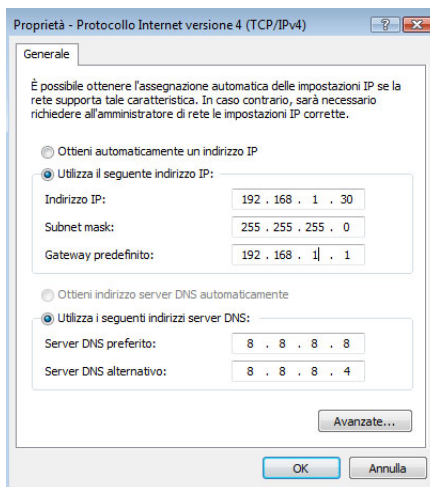 Proprietà - Protocollo Internet versione 4 (TCP/IPv4)
Generale
È possibile ottenere l'assegnazione automatica delle impostazioni IP se la
rete supporta tale caratteristica. In caso contrario, sarà necessario
richiedere all'amministratore di rete le impostazioni IP corrette.
Ottieni automaticamente un indirizzo IP
Utilizza il seguente indirizzo IP:
Indirizzo IP: 192 . 168 . 1 . 30
Subnet mask: 255 . 255 . 255 . 0
Gateway predefinito: 192 . 168 . 1 . 1
Ottieni indirizzo server DNS automaticamente
Utilizza i seguenti indirizzi server DNS:
Server DNS preferito: 8 . 8 . 8 . 8
Server DNS alternativo: 8 . 8 . 8 . 4
Avanzate...
OK Annulla